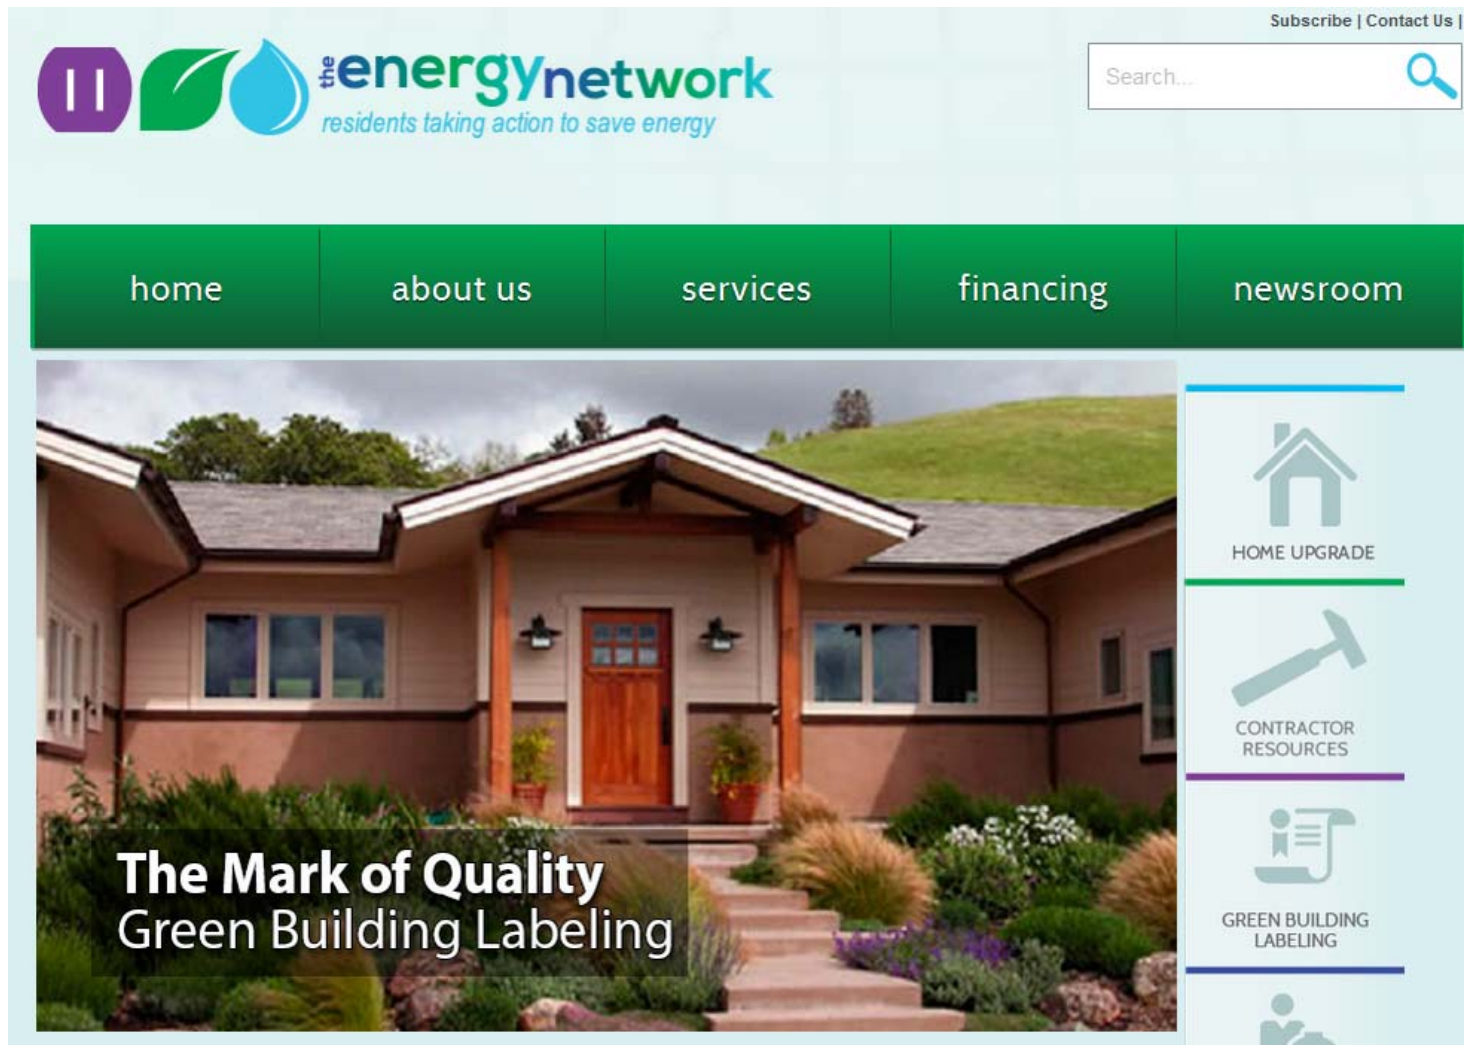 Subscribe | Contact Us |
the energynetwork
residents taking action to save energy
Search...
home
about us
services
financing
newsroom
HOME UPGRADE
CONTRACTOR
RESOURCES
GREEN BUILDING
LABELING
The Mark of Quality
Green Building Labeling